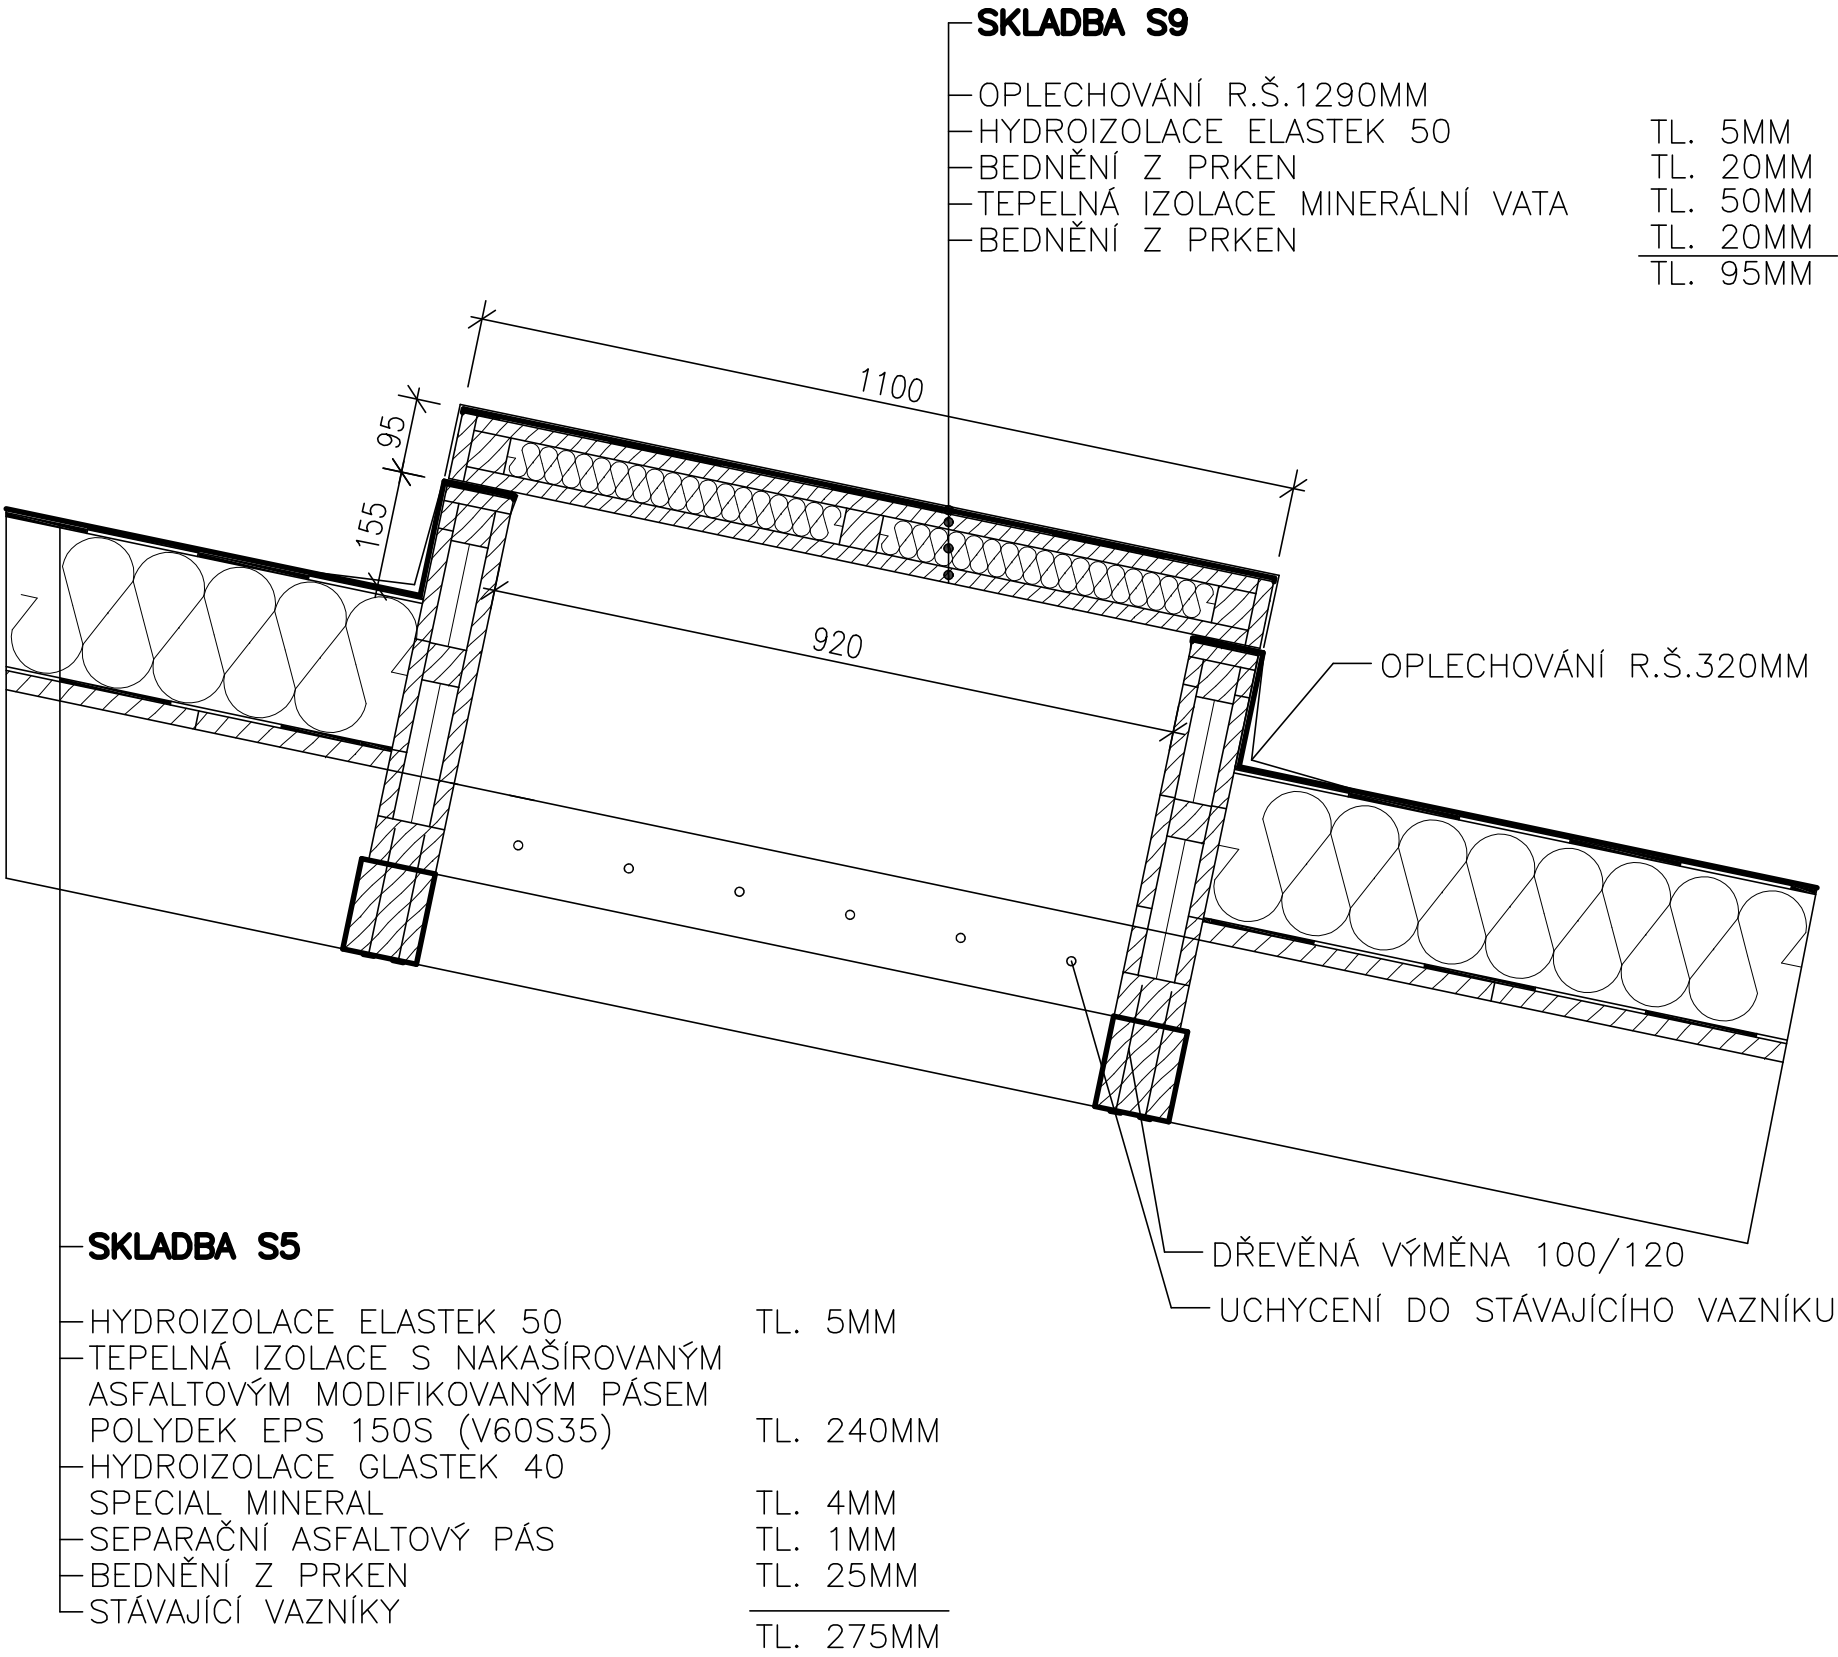 SKLADBA S9
OPLECHOVÁNÍ R.Š.1290MM
HYDROIZOLACE ELASTEK 50 TL. 5MM
BEDNĚNÍ Z PRKEN TL. 20MM
TEPELNÁ IZOLACE MINERÁLNÍ VATA TL. 50MM
BEDNĚNÍ Z PRKEN TL. 20MM
TL. 95MM
1100
95
155
920
OPLECHOVÁNÍ R.Š.320MM
DŘEVĚNÁ VÝMĚNA 100/120
UCHYCENÍ DO STÁVAJÍCÍHO VAZNÍKU
SKLADBA S5
HYDROIZOLACE ELASTEK 50 TL. 5MM
TEPELNÁ IZOLACE S NAKAŠÍROVANÝM
ASFALTOVÝM MODIFIKOVANÝM PÁSEM
POLYDEK EPS 150S (V60S35) TL. 240MM
HYDROIZOLACE GLASTEK 40
SPECIAL MINERAL TL. 4MM
SEPARAČNÍ ASFALTOVÝ PÁS TL. 1MM
BEDNĚNÍ Z PRKEN TL. 25MM
STÁVAJÍCÍ VAZNÍKY
TL. 275MM